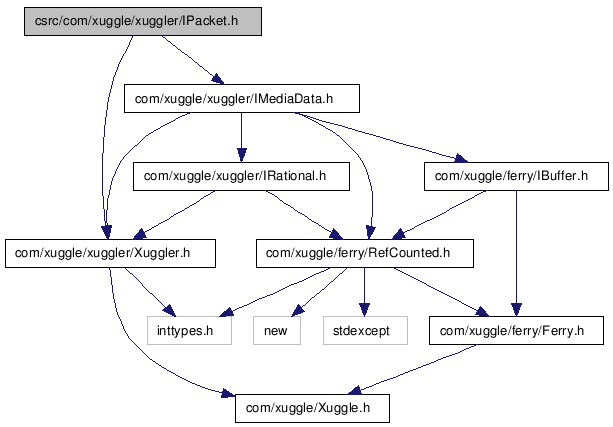 csrc/com/xuggle/xuggler/IPacket.h
com/xuggle/xuggler/IMediaData.h
com/xuggle/xuggler/IRational.h
com/xuggle/ferry/IBuffer.h
com/xuggle/xuggler/Xuggler.h
com/xuggle/ferry/RefCounted.h
inttypes.h
new
stdexcept
com/xuggle/ferry/Ferry.h
com/xuggle/Xuggle.h